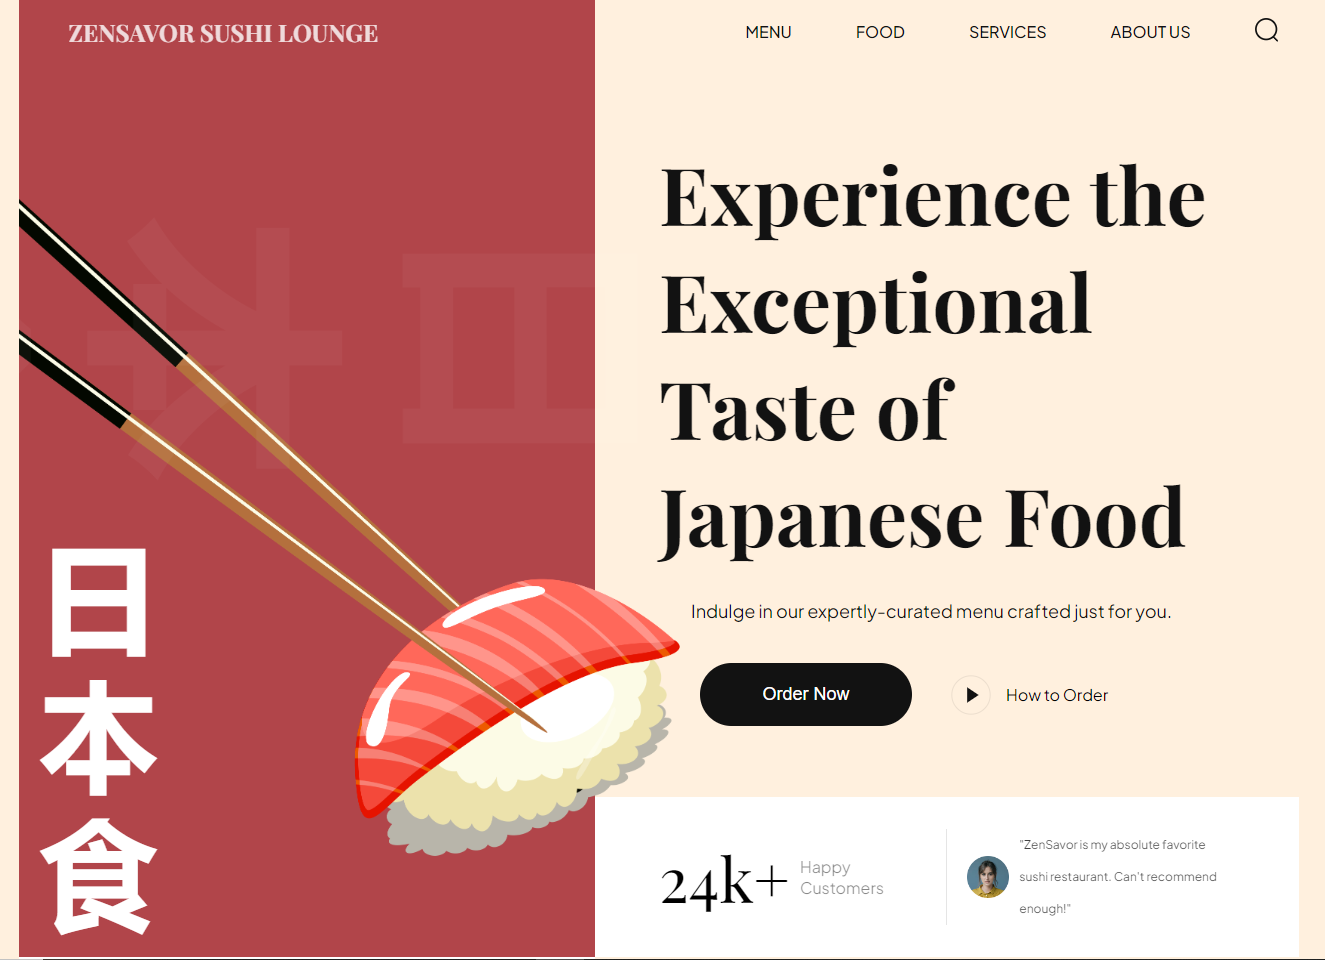 ZENSAVOR SUSHI LOUNGE
MENU
FOOD
SERVICES
ABOUT US
Experience the
Exceptional
Taste of
Japanese Food
Indulge in our expertly-curated menu crafted just for you.
Order Now
How to Order
日
本
食
24k+
Happy
Customers
"ZenSavor is my absolute favorite
sushi restaurant. Can't recommend
enough!"